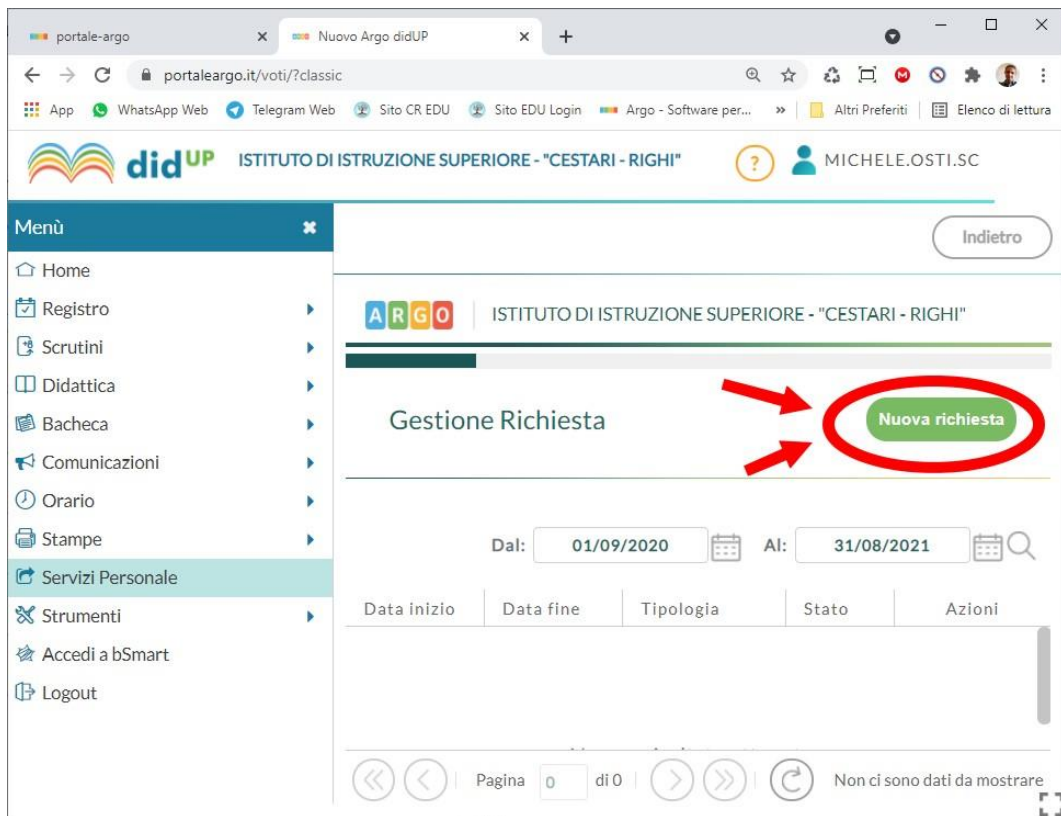 portale-argo
Nuovo Argo didUP
portaleargo.it/voti/?classic
App WhatsApp Web Telegram Web Sito CR EDU Sito EDU Login Argo - Software per... » Altri Preferiti Elenco di lettura
didUP ISTITUTO DI ISTRUZIONE SUPERIORE - "CESTARI - RIGHI" ? MICHELE.OSTI.SC
Menù
Indietro
Home
Registro
Scrutini
Didattica
Bacheca
Comunicazioni
Orario
Stampe
Servizi Personale
Strumenti
Accedi a bSmart
Logout
ARGO ISTITUTO DI ISTRUZIONE SUPERIORE - "CESTARI - RIGHI"
Gestione Richiesta
Nuova richiesta
Dal: 01/09/2020 Al: 31/08/2021
Data inizio Data fine Tipologia Stato Azioni
Pagina 0 di 0 Non ci sono dati da mostrare